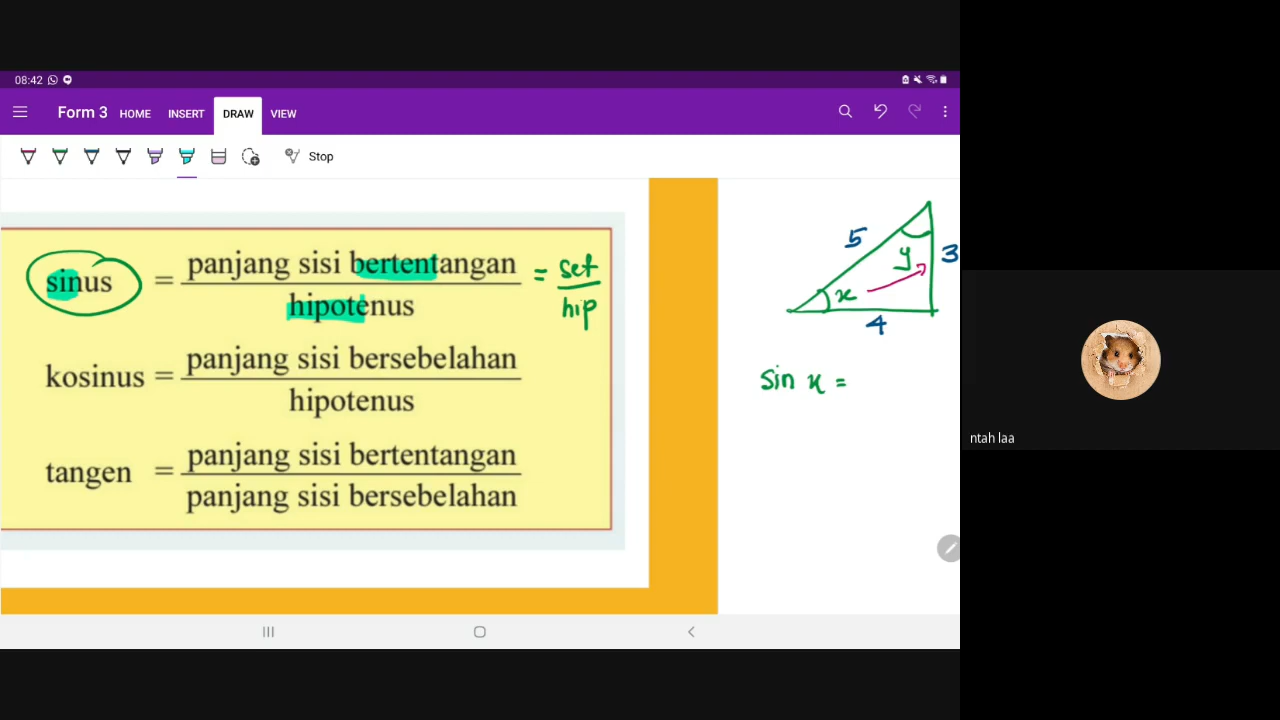 08:42
Form 3 HOME INSERT DRAW VIEW
Stop
sinus = panjang sisi bertentangan / hipotenus = set / hip
kosinus = panjang sisi bersebelahan / hipotenus
tangen = panjang sisi bertentangan / panjang sisi bersebelahan
5
y
3
x
4
sin x =
ntah laa